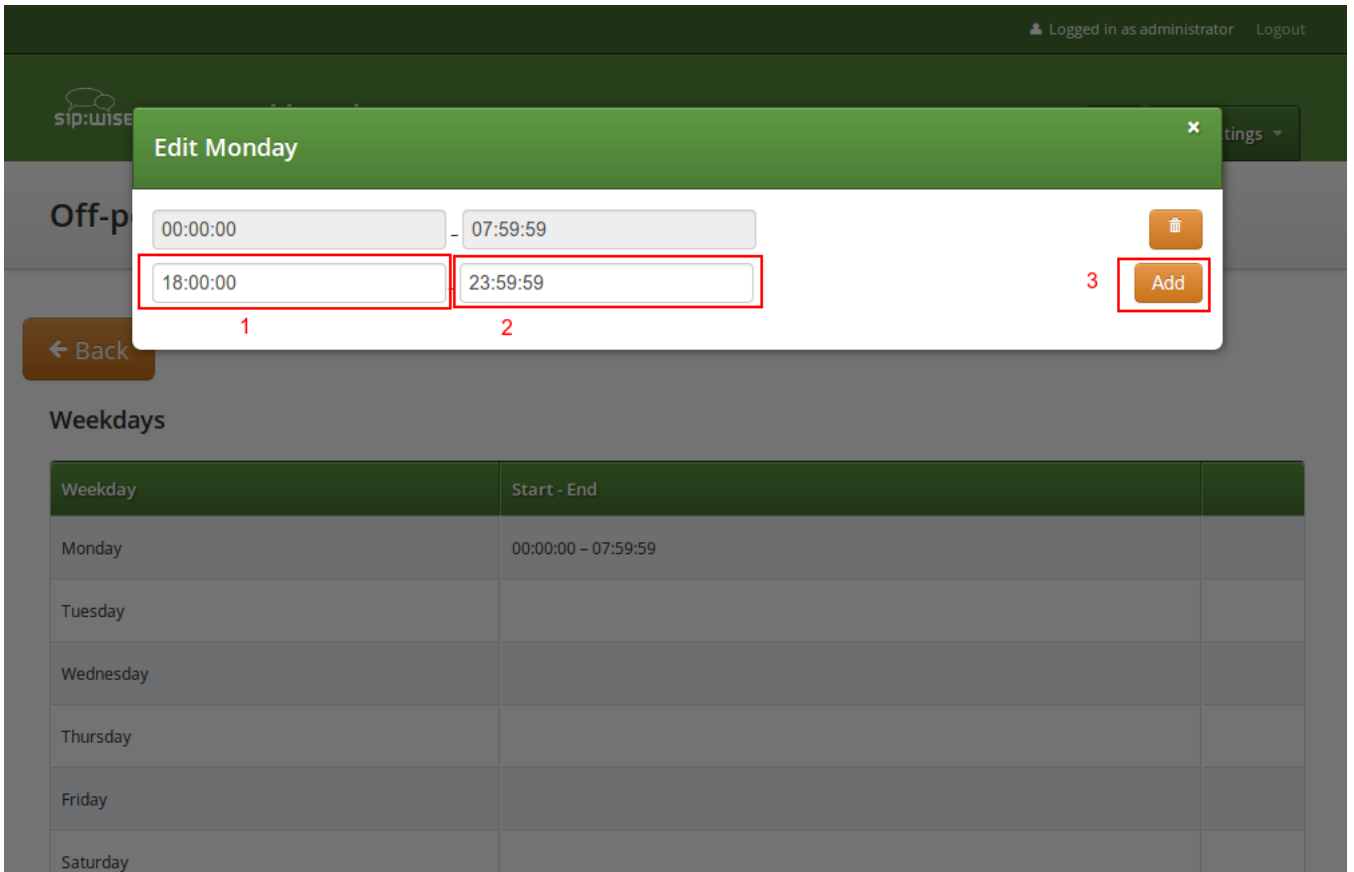 Logged in as administrator Logout
sip:wise
tings
Edit Monday ×
Off-p
00:00:00 – 07:59:59
18:00:00 - 23:59:59 3 Add
1 2
← Back
Weekdays
Weekday Start - End
Monday 00:00:00 – 07:59:59
Tuesday
Wednesday
Thursday
Friday
Saturday